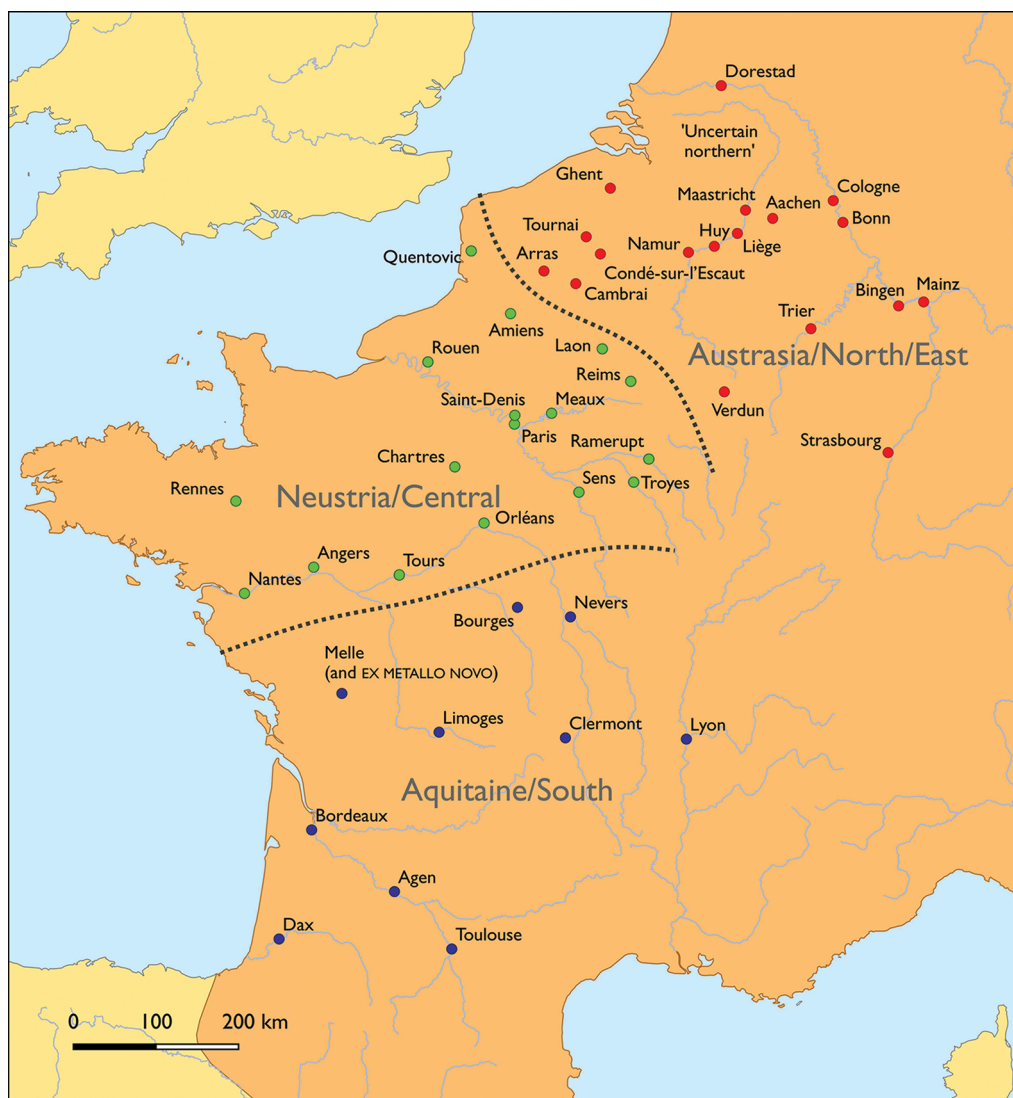 Dorestad
'Uncertain
northern'
Ghent
Maastricht
Aachen
Cologne
Bonn
Tournai
Huy
Liège
Namur
Quentovic
Arras
Condé-sur-l'Escaut
Cambrai
Bingen
Mainz
Trier
Amiens
Laon
Rouen
Austrasia/North/East
Reims
Saint-Denis
Meaux
Verdun
Paris
Ramerupt
Strasbourg
Chartres
Sens
Troyes
Rennes
Neustria/Central
Orléans
Angers
Tours
Nantes
Nevers
Bourges
Melle
(and EX METALLO NOVO)
Limoges
Clermont
Lyon
Aquitaine/South
Bordeaux
Agen
Dax
Toulouse
0 100 200 km